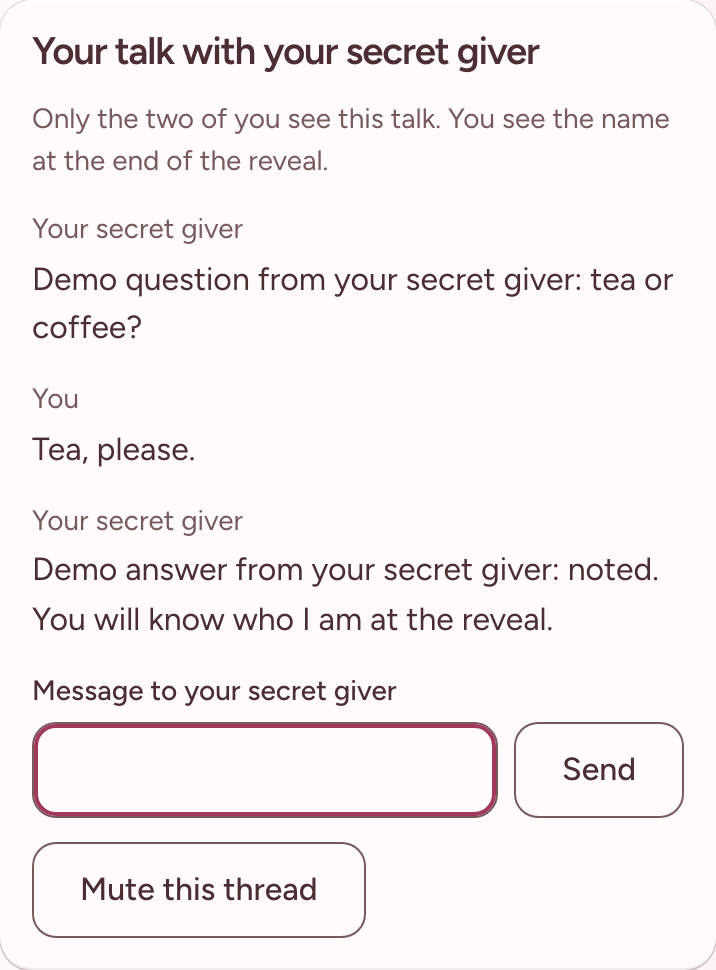 Your talk with your secret giver
Only the two of you see this talk. You see the name
at the end of the reveal.
Your secret giver
Demo question from your secret giver: tea or
coffee?
You
Tea, please.
Your secret giver
Demo answer from your secret giver: noted.
You will know who I am at the reveal.
Message to your secret giver
Send
Mute this thread